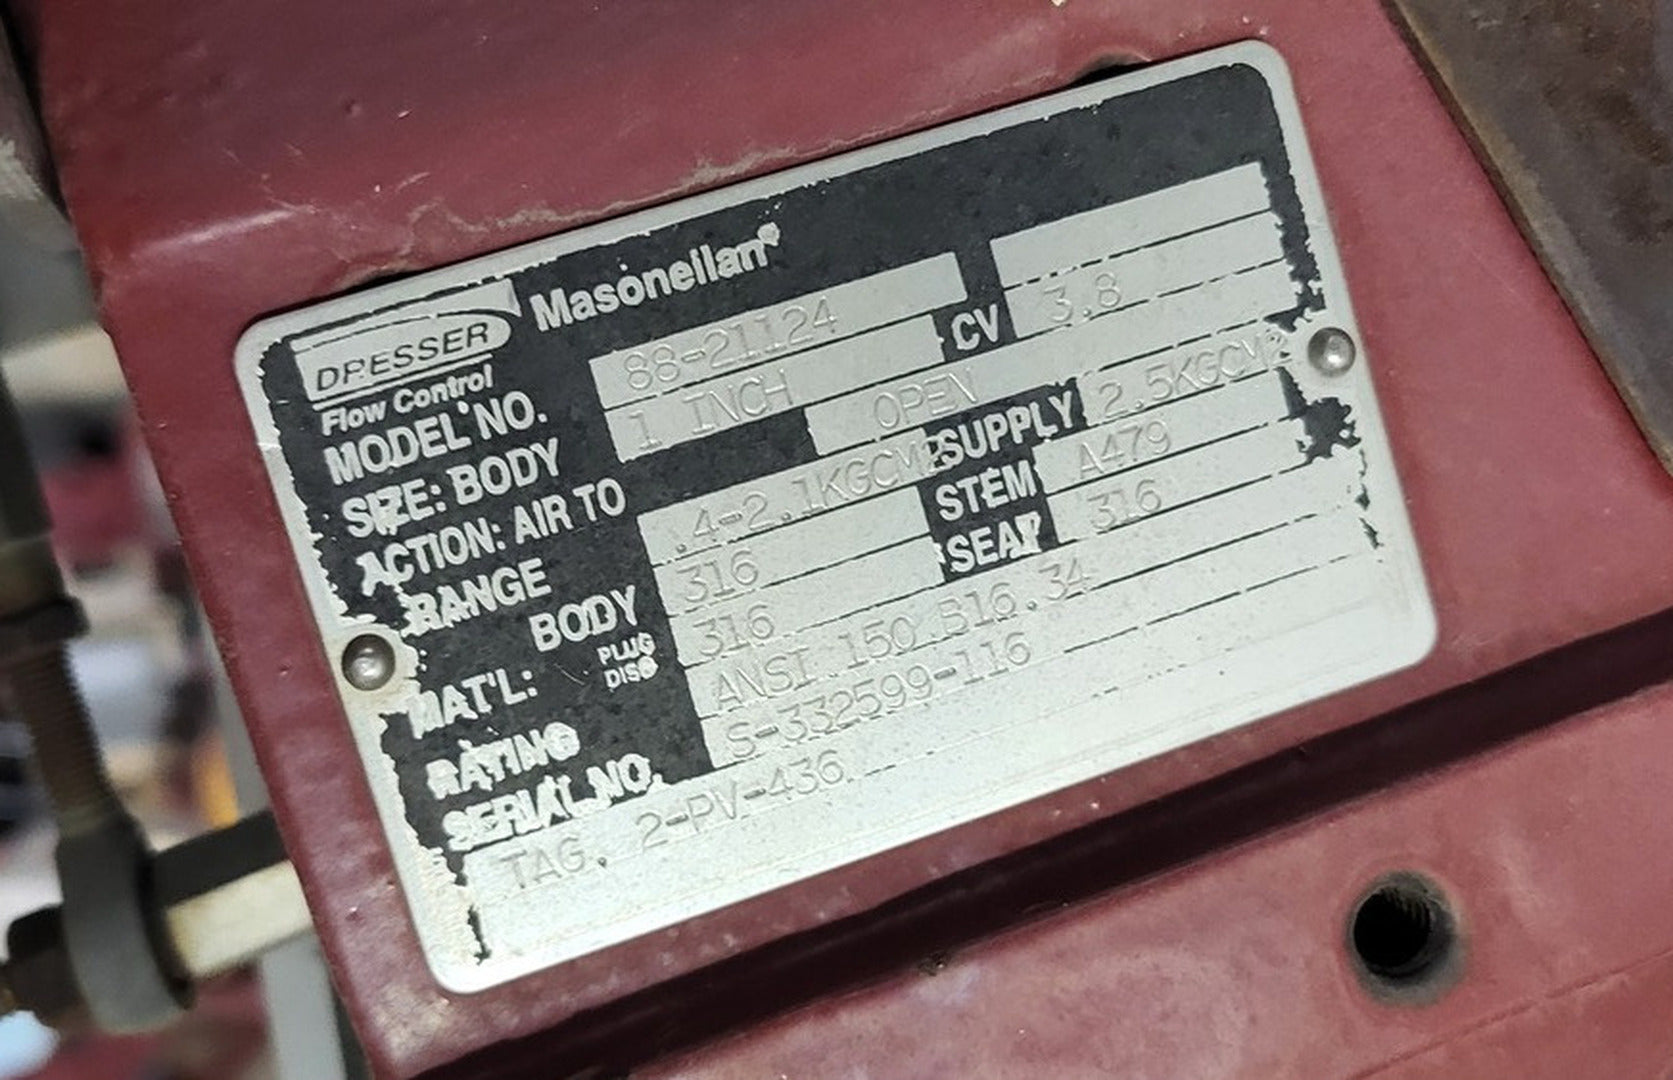 DRESSER Masoneilan®
Flow Control
MODEL NO. 88-21124
SIZE: BODY 1 INCH CV 3.8
ACTION: AIR TO OPEN
RANGE .4-2.1KGCM2 SUPPLY 2.5KGCM2
BODY 316 STEM A479
MAT'L: PLUG DISC 316 SEAT 316
RATING ANSI 150 B16.34
SERIAL NO. S-332599-116
TAG. 2-PV-436